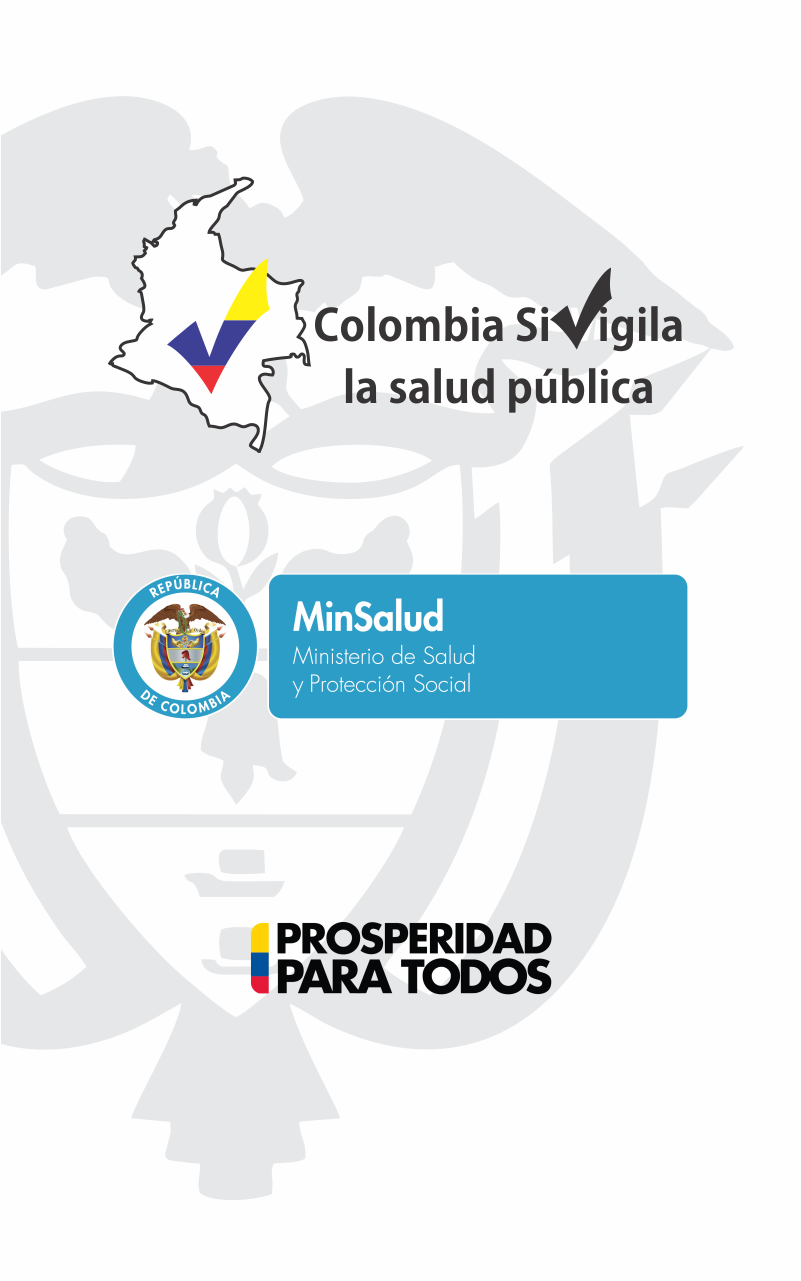 Colombia SiVigila
la salud pública
REPÚBLICA
DE COLOMBIA
MinSalud
Ministerio de Salud
y Protección Social
PROSPERIDAD
PARA TODOS